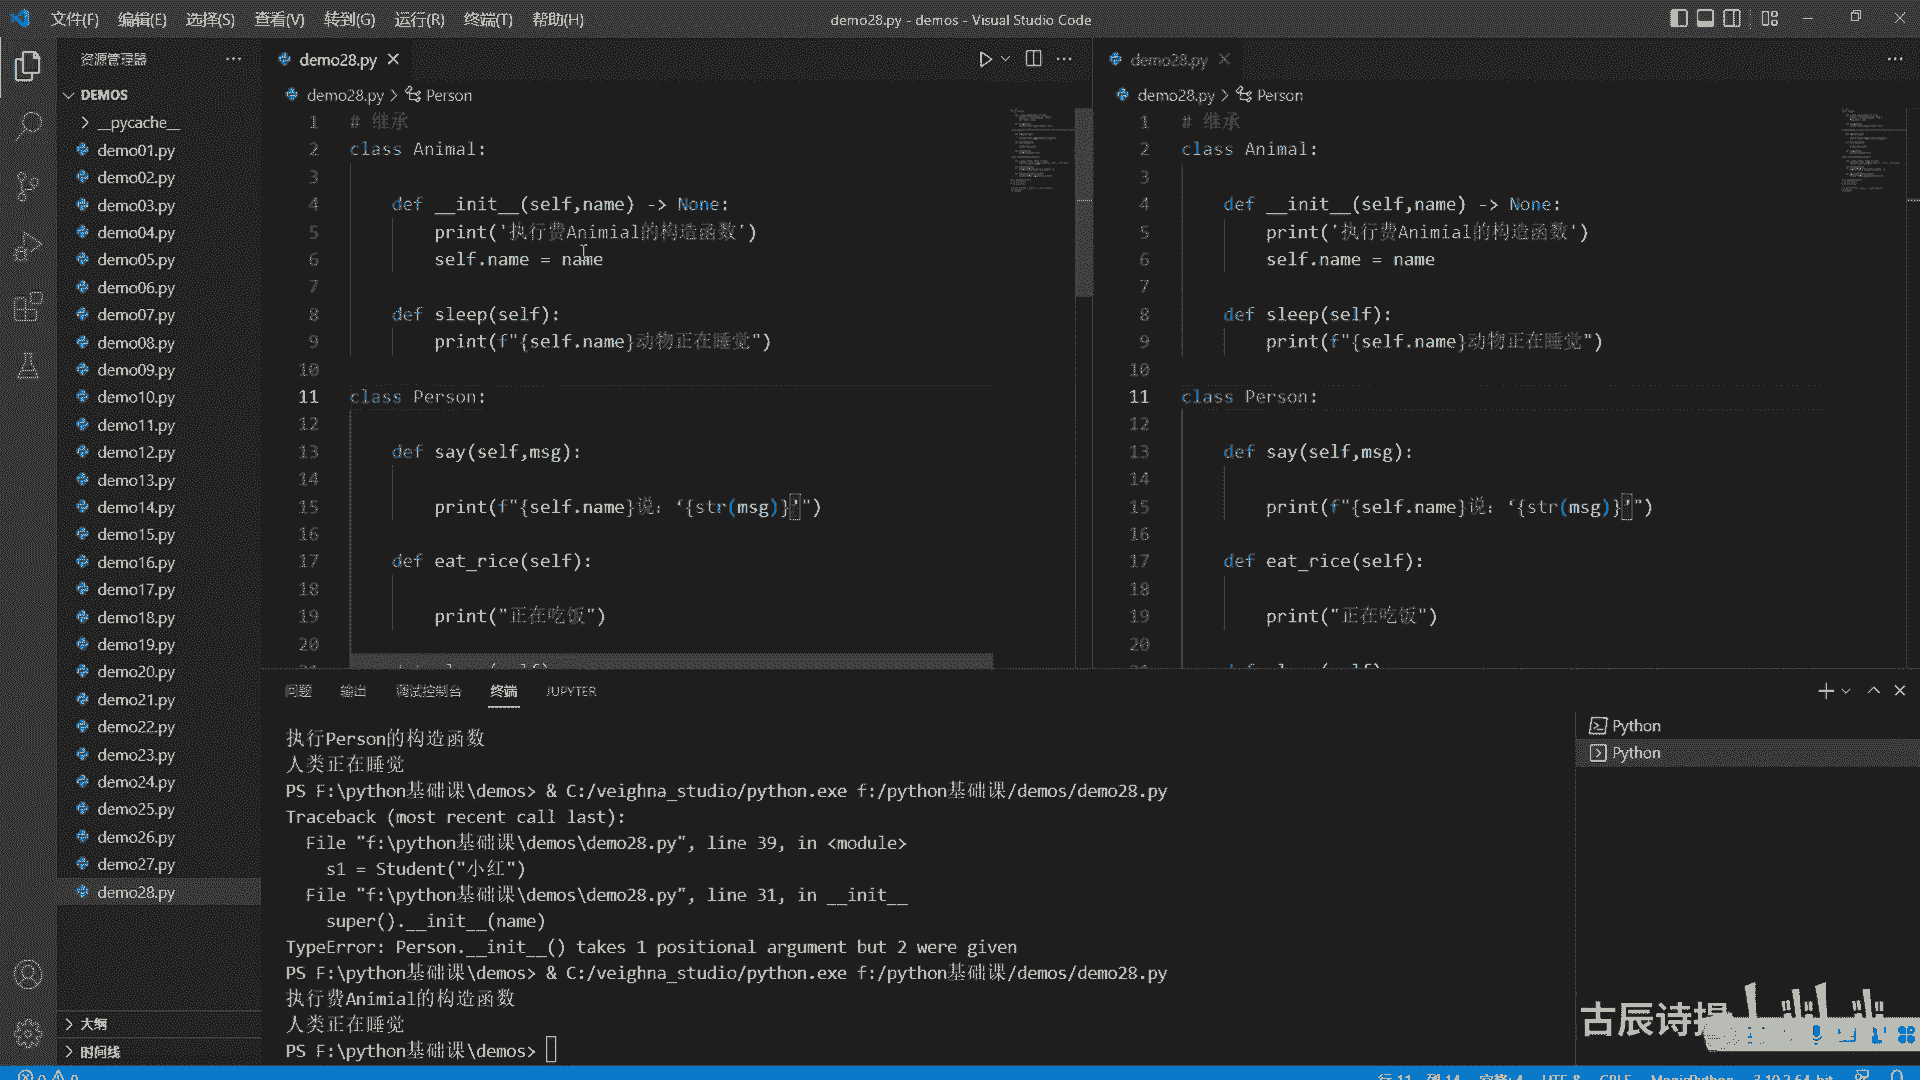 文件(F) 编辑(E) 选择(S) 查看(V) 转到(G) 运行(R) 终端(T) 帮助(H)
demo28.py - demos - Visual Studio Code
资源管理器
DEMOS
__pycache__
demo01.py
demo02.py
demo03.py
demo04.py
demo05.py
demo06.py
demo07.py
demo08.py
demo09.py
demo10.py
demo11.py
demo12.py
demo13.py
demo14.py
demo15.py
demo16.py
demo17.py
demo18.py
demo19.py
demo20.py
demo21.py
demo22.py
demo23.py
demo24.py
demo25.py
demo26.py
demo27.py
demo28.py
大纲
时间线
demo28.py
demo28.py > Person
1 # 继承
2 class Animal:
3
4 def __init__(self,name) -> None:
5 print('执行费Animial的构造函数')
6 self.name = name
7
8 def sleep(self):
9 print(f"{self.name}动物正在睡觉")
10
11 class Person:
12
13 def say(self,msg):
14
15 print(f"{self.name}说：‘{str(msg)}’")
16
17 def eat_rice(self):
18
19 print("正在吃饭")
20
demo28.py
demo28.py > Person
1 # 继承
2 class Animal:
3
4 def __init__(self,name) -> None:
5 print('执行费Animial的构造函数')
6 self.name = name
7
8 def sleep(self):
9 print(f"{self.name}动物正在睡觉")
10
11 class Person:
12
13 def say(self,msg):
14
15 print(f"{self.name}说：‘{str(msg)}’")
16
17 def eat_rice(self):
18
19 print("正在吃饭")
20
问题 输出 调试控制台 终端 JUPYTER
执行Person的构造函数
人类正在睡觉
PS F:\python基础课\demos> & C:/veighna_studio/python.exe f:/python基础课/demos/demo28.py
Traceback (most recent call last):
File "f:\python基础课\demos\demo28.py", line 39, in <module>
s1 = Student("小红")
File "f:\python基础课\demos\demo28.py", line 31, in __init__
super().__init__(name)
TypeError: Person.__init__() takes 1 positional argument but 2 were given
PS F:\python基础课\demos> & C:/veighna_studio/python.exe f:/python基础课/demos/demo28.py
执行费Animial的构造函数
人类正在睡觉
PS F:\python基础课\demos>
Python
Python
古辰诗提